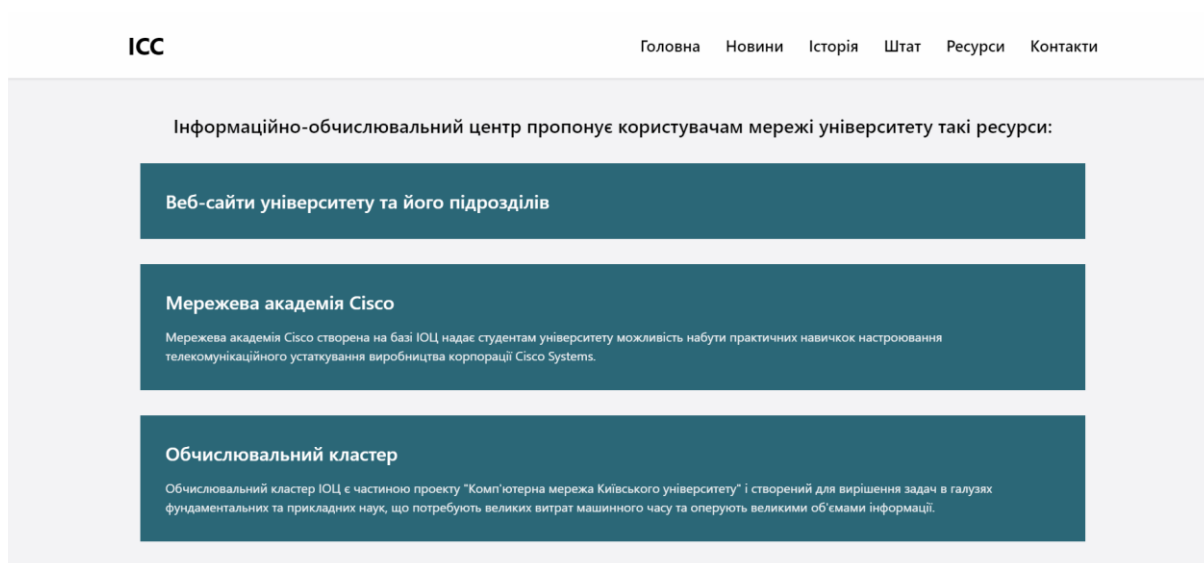 ICC
Головна Новини Історія Штат Ресурси Контакти
Інформаційно-обчислювальний центр пропонує користувачам мережі університету такі ресурси:
Веб-сайти університету та його підрозділів
Мережева академія Cisco
Мережева академія Cisco створена на базі ІОЦ надає студентам університету можливість набути практичних навичкок настроювання
телекомунікаційного устаткування виробництва корпорації Cisco Systems.
Обчислювальний кластер
Обчислювальний кластер ІОЦ є частиною проекту "Комп'ютерна мережа Київського університету" і створений для вирішення задач в галузях
фундаментальних та прикладних наук, що потребують великих витрат машинного часу та оперують великими об'ємами інформації.